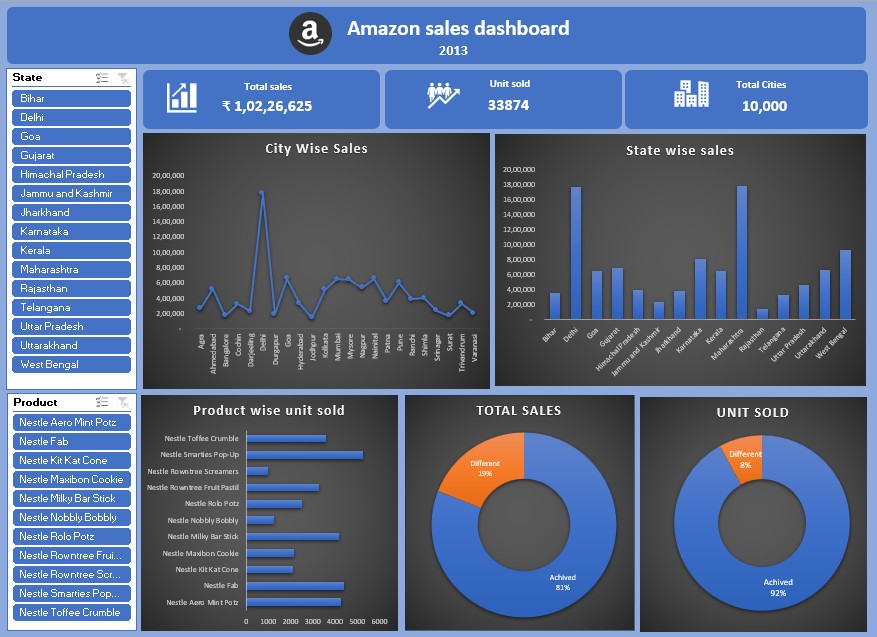 Amazon sales dashboard
2013
State
Bihar
Delhi
Goa
Gujarat
Himachal Pradesh
Jammu and Kashmir
Jharkhand
Karnataka
Kerala
Maharashtra
Rajasthan
Telangana
Uttar Pradesh
Uttarakhand
West Bengal
Total sales
₹ 1,02,26,625
Unit sold
33874
Total Cities
10,000
City Wise Sales
20,00,000
18,00,000
16,00,000
14,00,000
12,00,000
10,00,000
8,00,000
6,00,000
4,00,000
2,00,000
-
Agra
Ahmedabad
Bangalore
Cochin
Darjeeling
Delhi
Durgapur
Goa
Hyderabad
Jodhpur
Kolkata
Mumbai
Mysore
Nagpur
Nainital
Patna
Pune
Ranchi
Shimla
Srinagar
Surat
Trivandrum
Varanasi
State wise sales
20,00,000
18,00,000
16,00,000
14,00,000
12,00,000
10,00,000
8,00,000
6,00,000
4,00,000
2,00,000
-
Bihar
Delhi
Goa
Gujarat
Himachal Pradesh
Jammu and Kashmir
Jharkhand
Karnataka
Kerala
Maharashtra
Rajasthan
Telangana
Uttar Pradesh
Uttarakhand
West Bengal
Product
Nestle Aero Mint Potz
Nestle Fab
Nestle Kit Kat Cone
Nestle Maxibon Cookie
Nestle Milky Bar Stick
Nestle Nobbly Bobbly
Nestle Rolo Potz
Nestle Rowntree Frui...
Nestle Rowntree Scr...
Nestle Smarties Pop...
Nestle Toffee Crumble
Product wise unit sold
Nestle Toffee Crumble
Nestle Smarties Pop-Up
Nestle Rowntree Screamers
Nestle Rowntree Fruit Pastil
Nestle Rolo Potz
Nestle Nobbly Bobbly
Nestle Milky Bar Stick
Nestle Maxibon Cookie
Nestle Kit Kat Cone
Nestle Fab
Nestle Aero Mint Potz
0 1000 2000 3000 4000 5000 6000
TOTAL SALES
Different
19%
Achived
81%
UNIT SOLD
Different
8%
Achived
92%